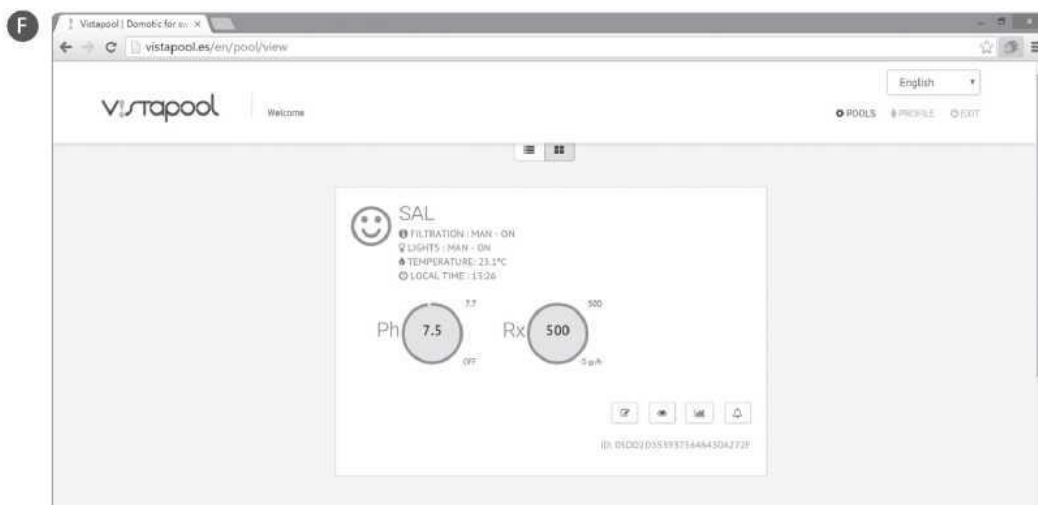 F
Vistapool | Domotic for sw
vistapool.es/en/pool/view
English
vistapool
Welcome
POOLS PROFILE EXIT
SAL
FILTRATION : MAN - ON
LIGHTS : MAN - ON
TEMPERATURE: 23.1°C
LOCAL TIME : 13:26
Ph 7.5 7.7 OFF
Rx 500 500 0 g/h
ID: